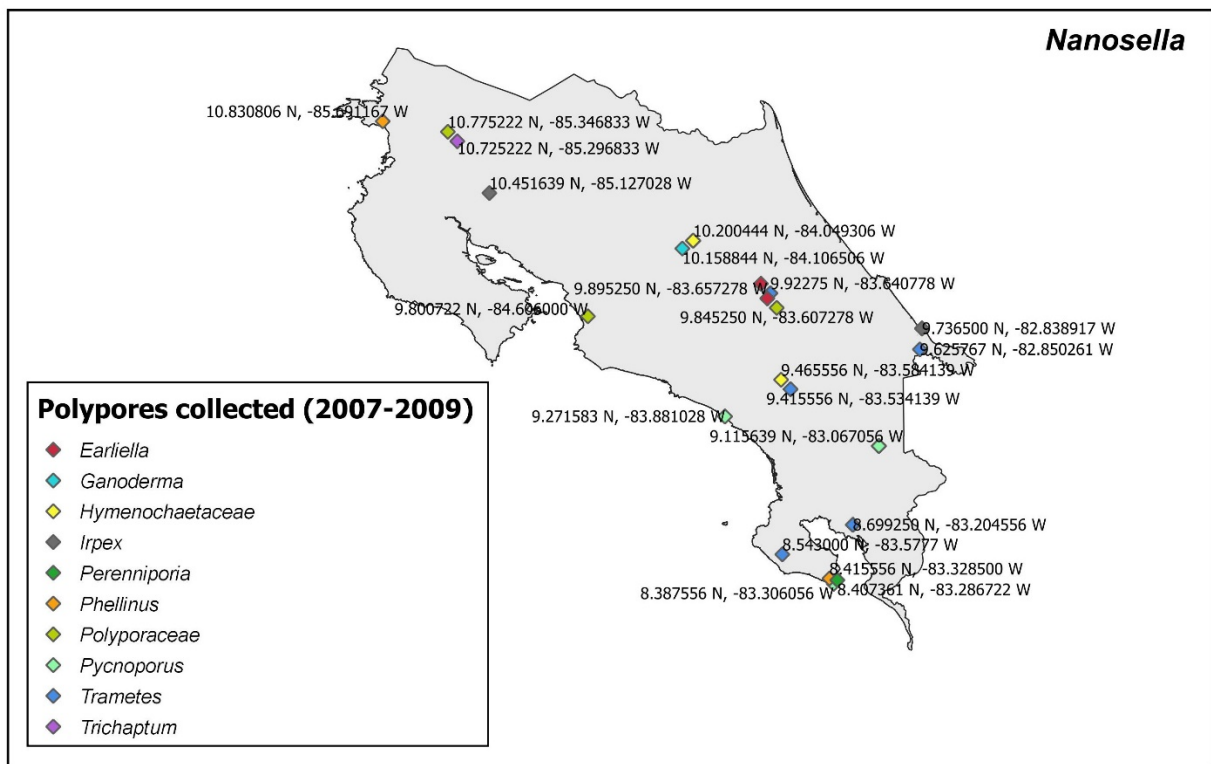 Nanosella
10.830806 N, -85.691167 W
10.775222 N, -85.346833 W
10.725222 N, -85.296833 W
10.451639 N, -85.127028 W
10.200444 N, -84.049306 W
10.158844 N, -84.106506 W
9.895250 N, -83.657278 W
9.92275 N, -83.640778 W
9.800722 N, -84.606000 W
9.845250 N, -83.607278 W
9.736500 N, -82.838917 W
9.625767 N, -82.850261 W
9.465556 N, -83.584139 W
9.415556 N, -83.534139 W
9.271583 N, -83.881028 W
9.115639 N, -83.067056 W
8.699250 N, -83.204556 W
8.543000 N, -83.5777 W
8.415556 N, -83.328500 W
8.387556 N, -83.306056 W
8.407361 N, -83.286722 W
Polypores collected (2007-2009)
Earliella
Ganoderma
Hymenochaetaceae
Irpex
Perenniporia
Phellinus
Polyporaceae
Pycnoporus
Trametes
Trichaptum